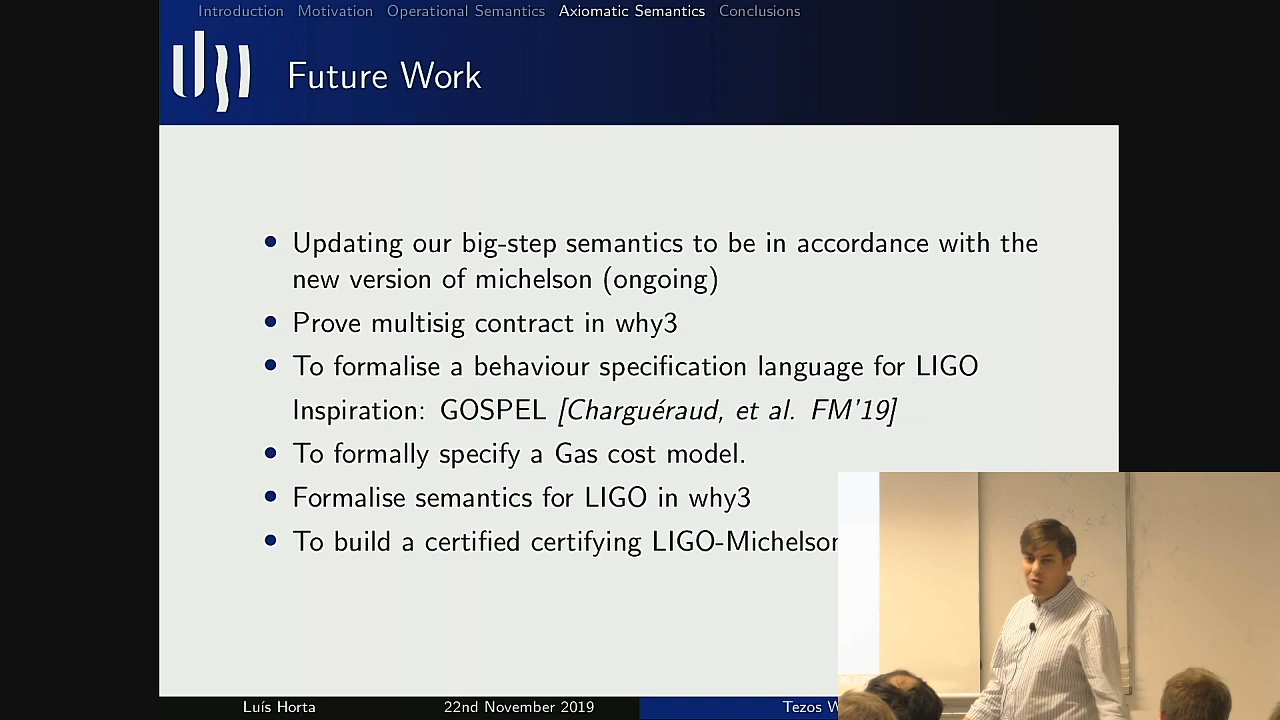 Introduction Motivation Operational Semantics Axiomatic Semantics Conclusions
Future Work
Updating our big-step semantics to be in accordance with the
new version of michelson (ongoing)
Prove multisig contract in why3
To formalise a behaviour specification language for LIGO
Inspiration: GOSPEL [Charguéraud, et al. FM'19]
To formally specify a Gas cost model.
Formalise semantics for LIGO in why3
To build a certified certifying LIGO-Michelson
Luís Horta 22nd November 2019 Tezos